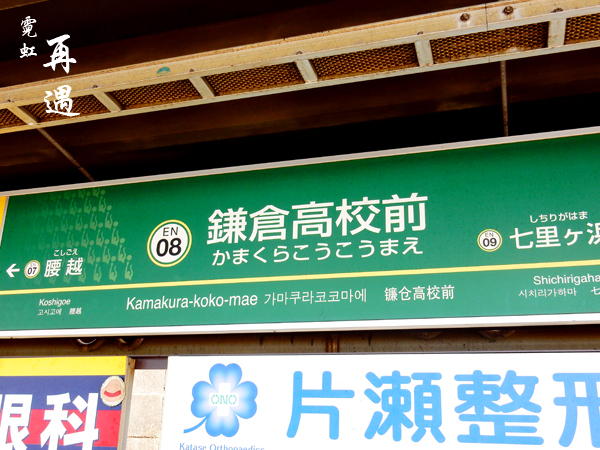 霓虹
再遇
こしごえ
← EN 07 腰越
Koshigoe
고시고에 腰越
EN 08
鎌倉高校前
かまくらこうこうまえ
Kamakura-koko-mae 가마쿠라코코마에 镰仓高校前
しちりがはま
EN 09 七里ヶ浜
Shichirigaha
시치리가하마 七
眼科
ONO
Katase Orthopaedics
片瀬整形